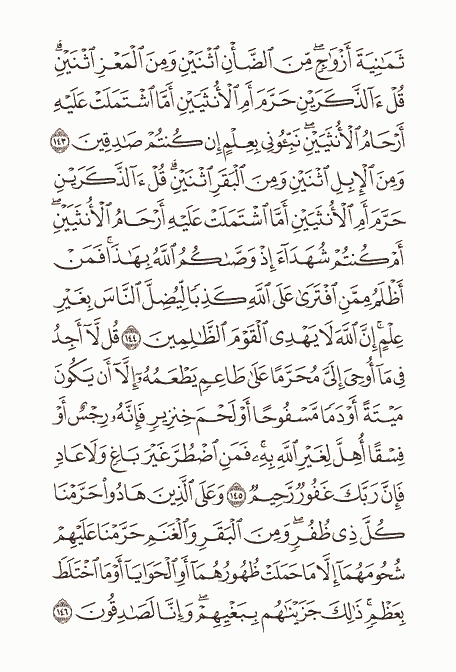 ثَمَٰنِيَةَ أَزْوَٰجٍۖ مِّنَ ٱلضَّأْنِ ٱثْنَيْنِ وَمِنَ ٱلْمَعْزِ ٱثْنَيْنِۗ
قُلْ ءَآلذَّكَرَيْنِ حَرَّمَ أَمِ ٱلْأُنثَيَيْنِ أَمَّا ٱشْتَمَلَتْ عَلَيْهِ
أَرْحَامُ ٱلْأُنثَيَيْنِۖ نَبِّـُٔونِى بِعِلْمٍ إِن كُنتُمْ صَٰدِقِينَ ١٤٣
وَمِنَ ٱلْإِبِلِ ٱثْنَيْنِ وَمِنَ ٱلْبَقَرِ ٱثْنَيْنِۗ قُلْ ءَآلذَّكَرَيْنِ
حَرَّمَ أَمِ ٱلْأُنثَيَيْنِ أَمَّا ٱشْتَمَلَتْ عَلَيْهِ أَرْحَامُ ٱلْأُنثَيَيْنِۖ
أَمْ كُنتُمْ شُهَدَآءَ إِذْ وَصَّىٰكُمُ ٱللَّهُ بِهَٰذَاۚ فَمَنْ
أَظْلَمُ مِمَّنِ ٱفْتَرَىٰ عَلَى ٱللَّهِ كَذِبًا لِّيُضِلَّ ٱلنَّاسَ بِغَيْرِ
عِلْمٍۚ إِنَّ ٱللَّهَ لَا يَهْدِى ٱلْقَوْمَ ٱلظَّٰلِمِينَ ١٤٤ قُل لَّآ أَجِدُ
فِى مَآ أُوحِىَ إِلَىَّ مُحَرَّمًا عَلَىٰ طَاعِمٍ يَطْعَمُهُۥٓ إِلَّآ أَن يَكُونَ
مَيْتَةً أَوْ دَمًا مَّسْفُوحًا أَوْ لَحْمَ خِنزِيرٍ فَإِنَّهُۥ رِجْسٌ أَوْ
فِسْقًا أُهِلَّ لِغَيْرِ ٱللَّهِ بِهِۦۚ فَمَنِ ٱضْطُرَّ غَيْرَ بَاغٍ وَلَا عَادٍ
فَإِنَّ رَبَّكَ غَفُورٌ رَّحِيمٌ ١٤٥ وَعَلَى ٱلَّذِينَ هَادُوا۟ حَرَّمْنَا
كُلَّ ذِى ظُفُرٍۖ وَمِنَ ٱلْبَقَرِ وَٱلْغَنَمِ حَرَّمْنَا عَلَيْهِمْ
شُحُومَهُمَآ إِلَّا مَا حَمَلَتْ ظُهُورُهُمَآ أَوِ ٱلْحَوَايَآ أَوْ مَا ٱخْتَلَطَ
بِعَظْمٍۚ ذَٰلِكَ جَزَيْنَٰهُم بِبَغْيِهِمْۖ وَإِنَّا لَصَٰدِقُونَ ١٤٦